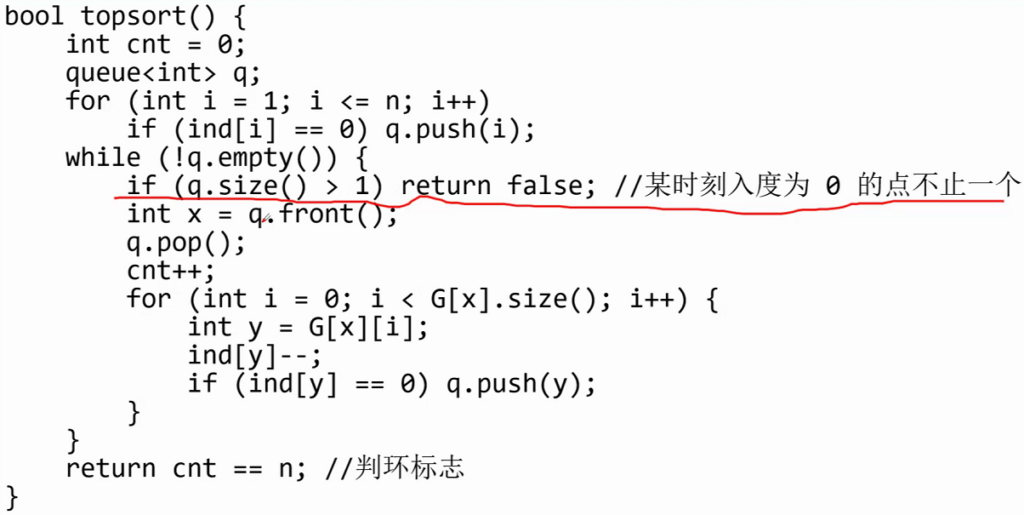 bool topsort() {
    int cnt = 0;
    queue<int> q;
    for (int i = 1; i <= n; i++)
        if (ind[i] == 0) q.push(i);
    while (!q.empty()) {
        if (q.size() > 1) return false; //某时刻入度为 0 的点不止一个
        int x = q.front();
        q.pop();
        cnt++;
        for (int i = 0; i < G[x].size(); i++) {
            int y = G[x][i];
            ind[y]--;
            if (ind[y] == 0) q.push(y);
        }
    }
    return cnt == n; //判环标志
}